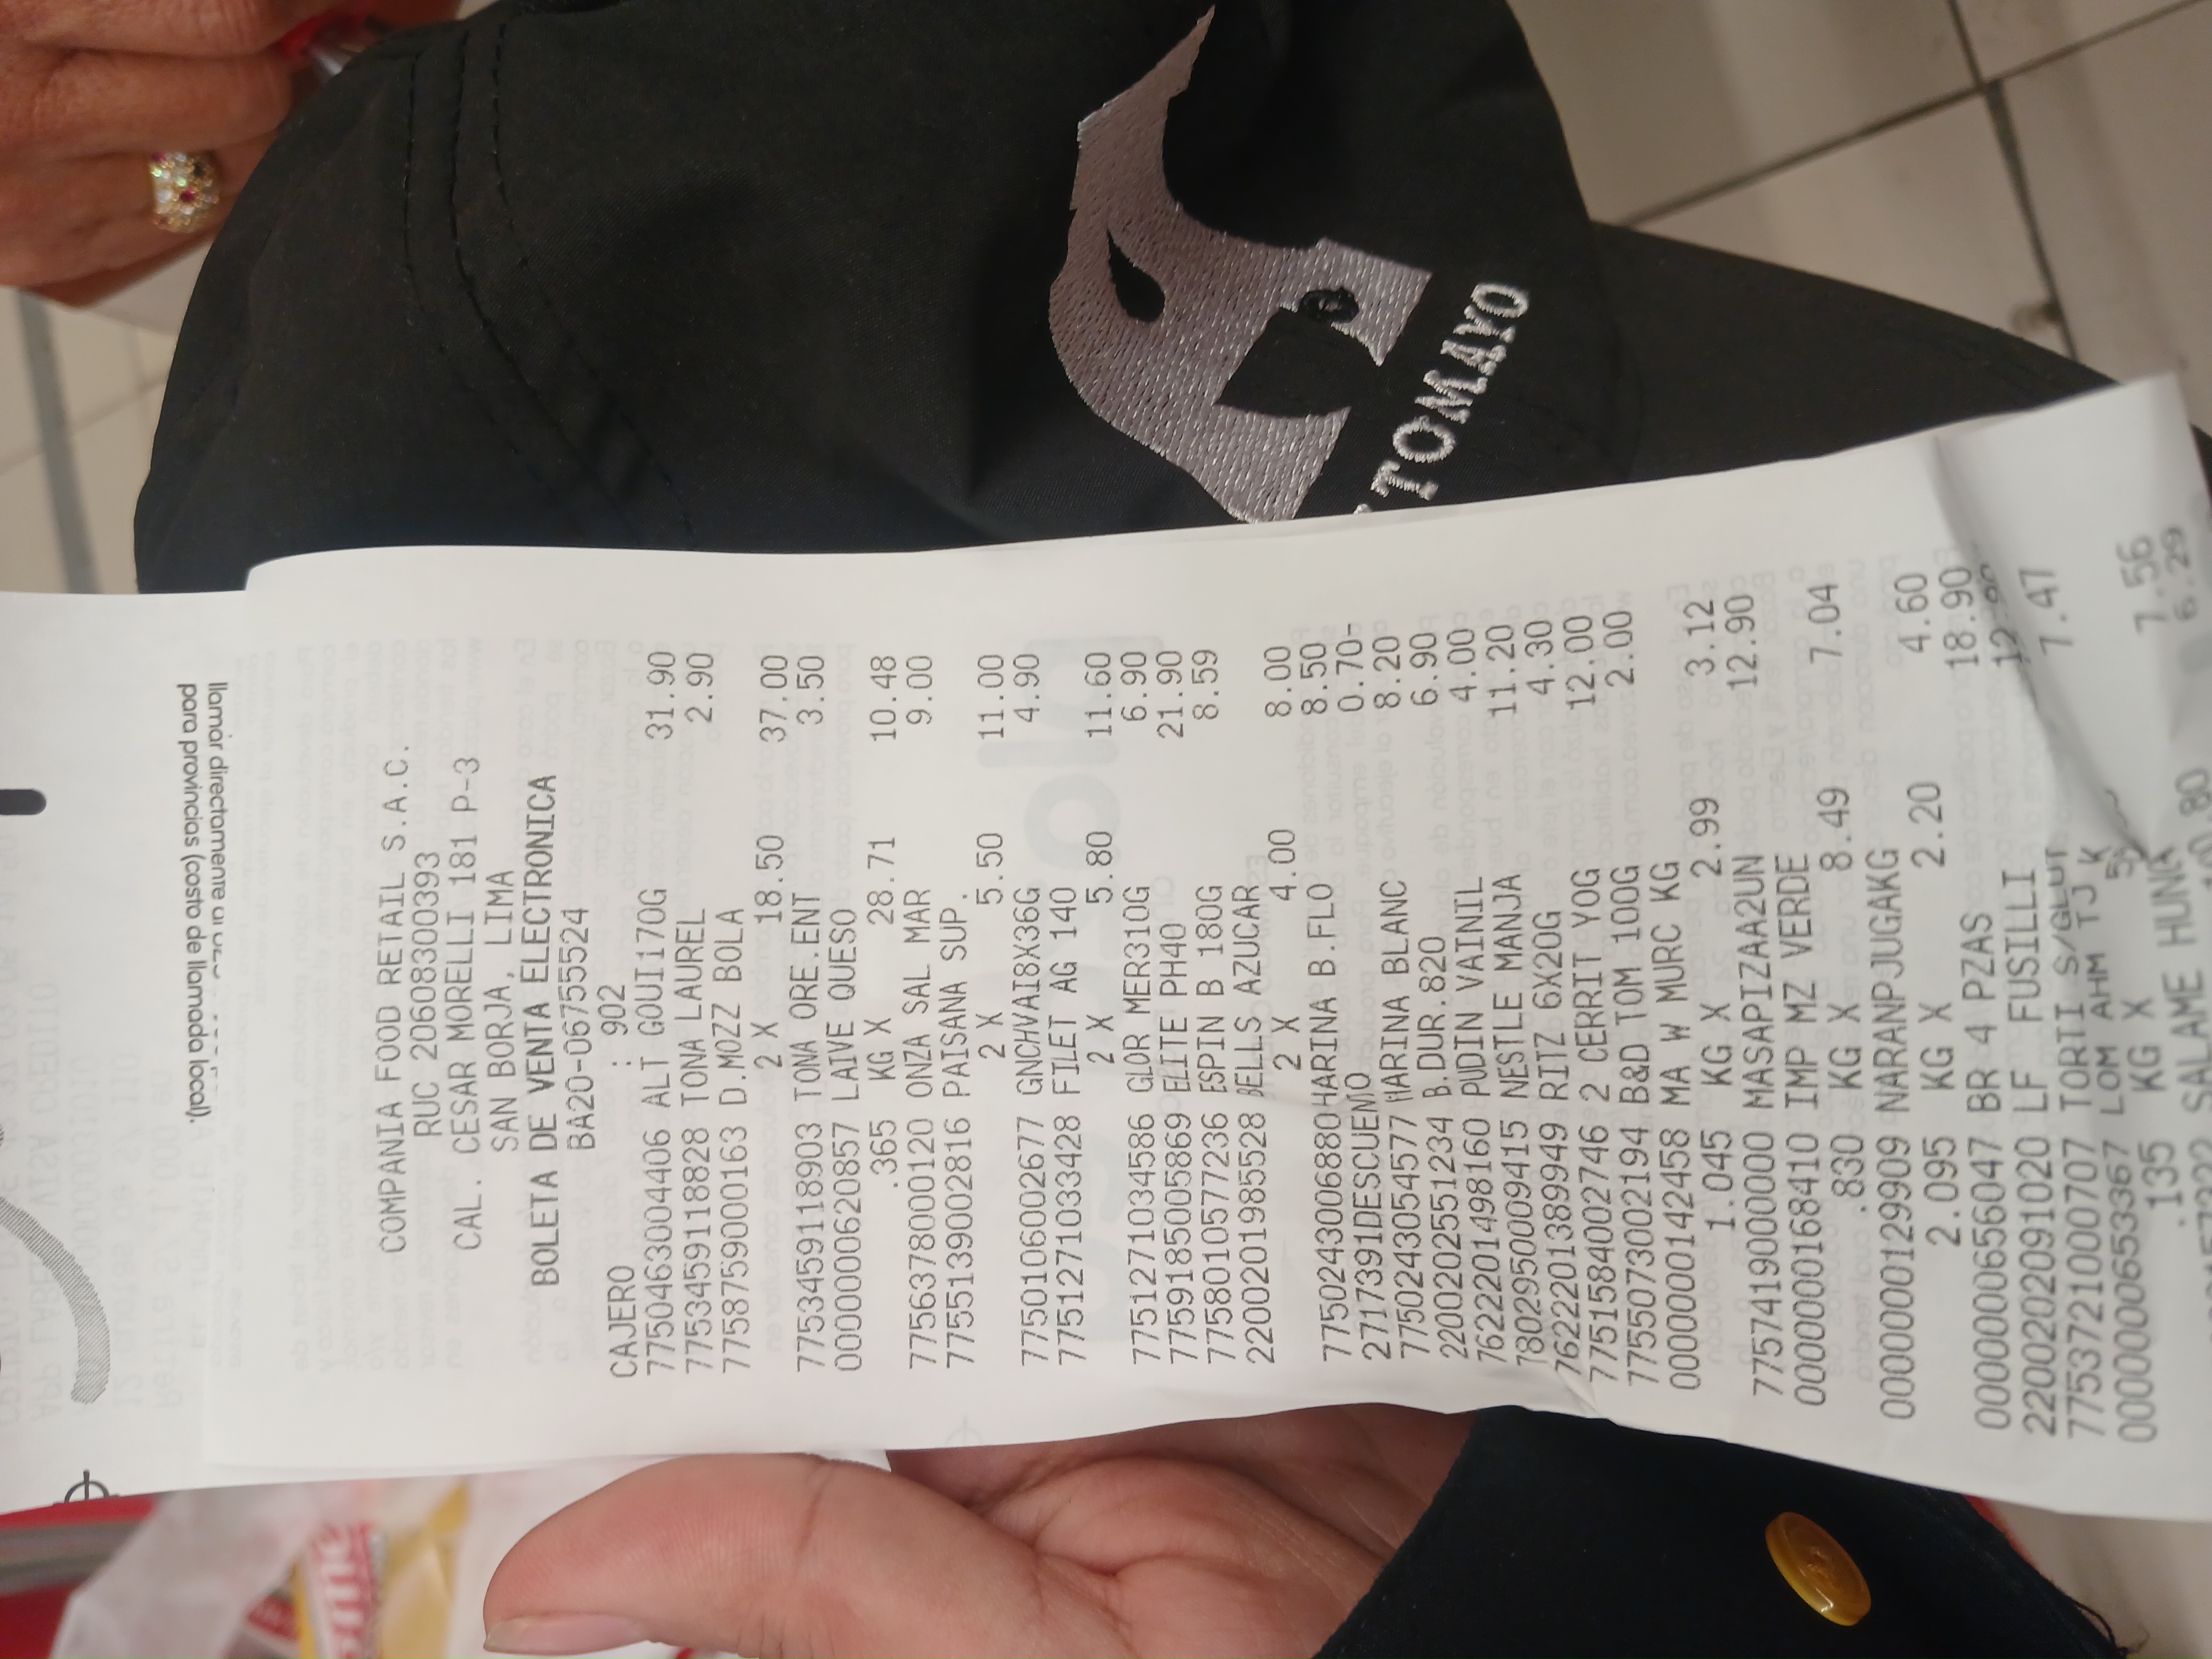 para provincias (costo de llamada local).
llamar directamente al
COMPANIA FOOD RETAIL S.A.C.
RUC 20608300393
CAL. CESAR MORELLI 181 P-3
SAN BORJA, LIMA
BOLETA DE VENTA ELECTRONICA
BA20-06755524
CAJERO : 902
7750463004406 ALT GOUI170G 31.90
7753459118828 TONA LAUREL 2.90
7758759000163 D.MOZZ BOLA
2 X 18.50 37.00
7753459118903 TONA ORE.ENT 3.50
0000000620857 LAIVE QUESO
.365 KG X 28.71 10.48
7756378000120 ONZA SAL MAR 9.00
7755139002816 PAISANA SUP.
2 X 5.50 11.00
7750106002677 GNCHVAI8X36G 4.90
7751271033428 FILET AG 140
2 X 5.80 11.60
7751271034586 GLOR MER310G 6.90
7759185005869 ELITE PH40 21.90
7758010577236 ESPIN B 180G 8.59
2200201985528 BELLS AZUCAR
2 X 4.00 8.00
7750243006880 HARINA B.FLO 8.50
2717391DESCUENTO 0.70-
7750243054577 HARINA BLANC 8.20
2200202551234 B.DUR.820 6.90
7622201498160 PUDIN VAINIL 4.00
7802950009415 NESTLE MANJA 11.20
7622201389949 RITZ 6X20G 4.30
7751584002746 2 CERRIT YOG 12.00
7755073002194 B&D TOM 100G 2.00
0000000142458 MA W MURC KG
1.045 KG X 2.99 3.12
7757419000000 MASAPIZAA2UN 12.90
0000000168410 IMP MZ VERDE
.830 KG X 8.49 7.04
0000000129909 NARANPJUGAKG
2.095 KG X 2.20 4.60
0000000656047 BR 4 PZAS 18.90
2200202091020 LF FUSILLI 12.90
7753721000707 TORTI S/GLUT 7.47
0000000653367 LOM AHM TJ K
.135 KG X 7.56
SALAME HUNG 6.29
TOMAYO